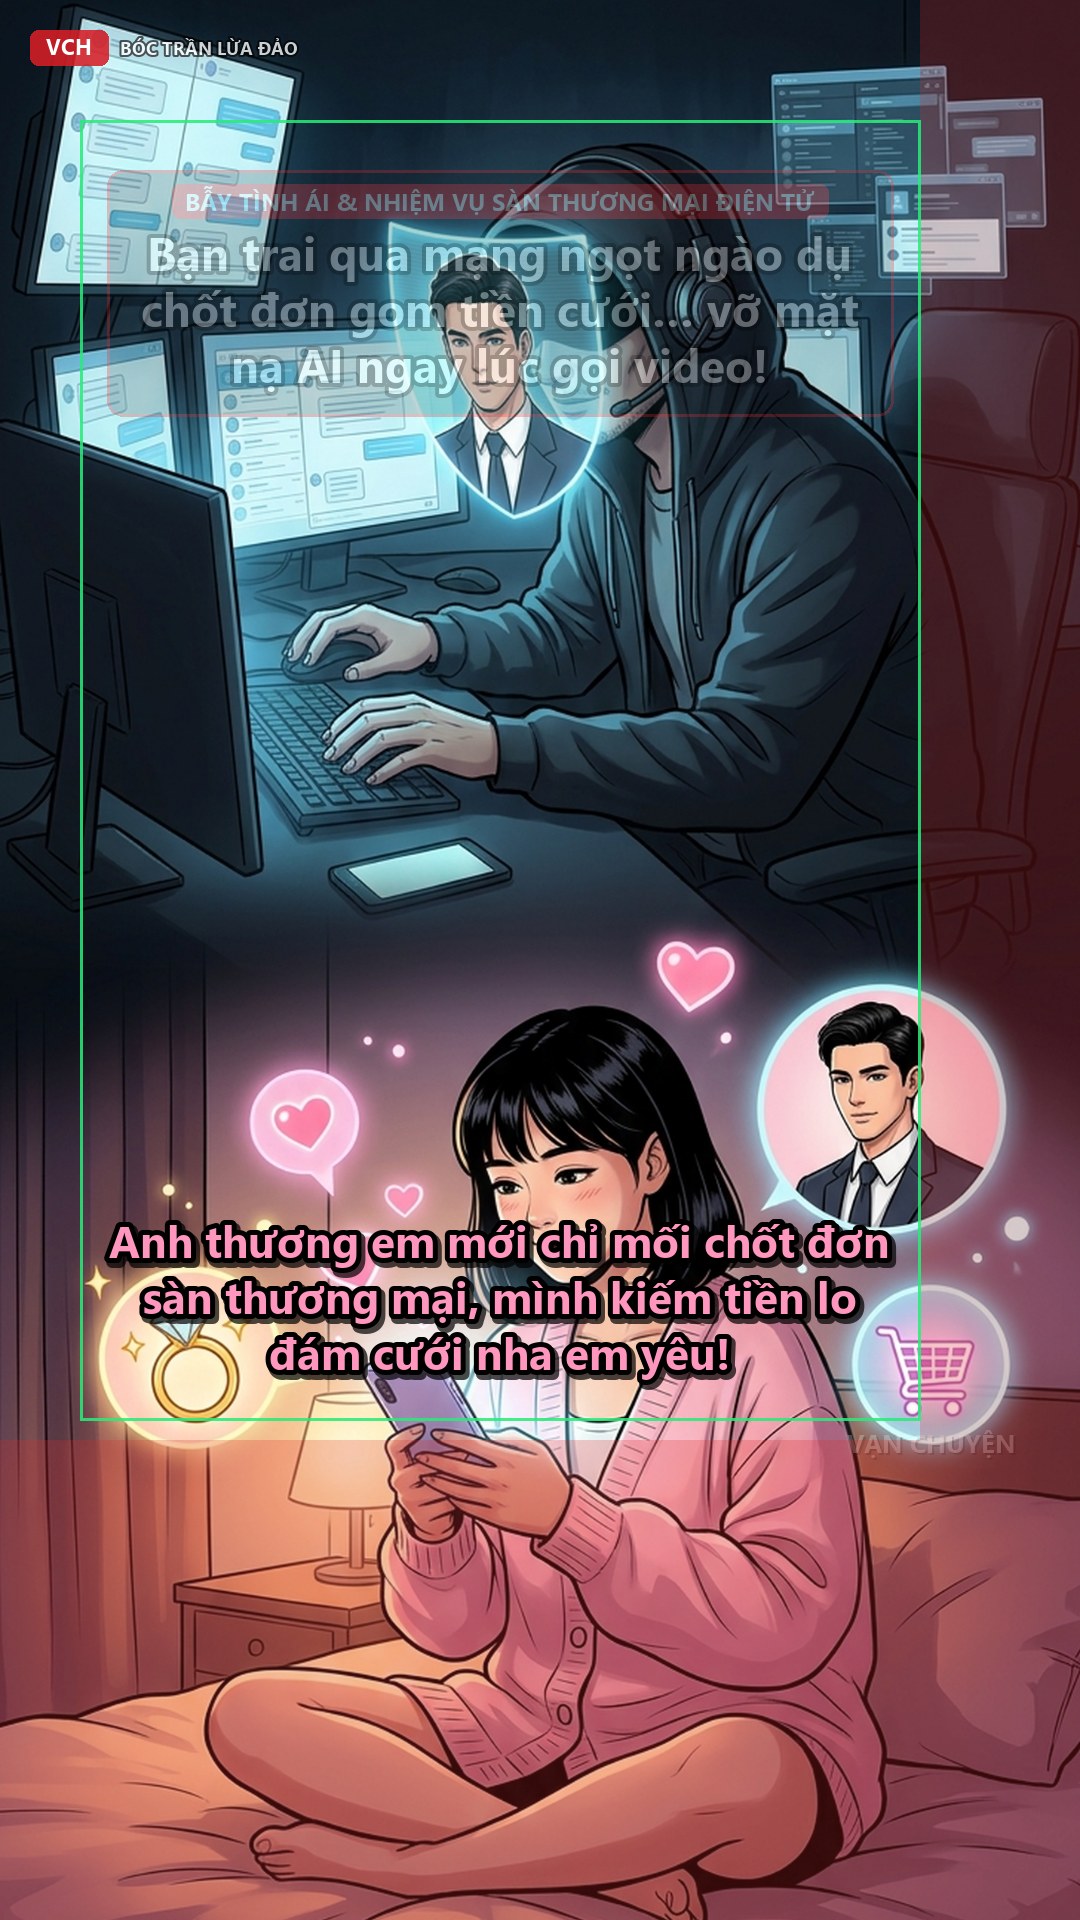 VCH BÓC TRẦN LỪA ĐẢO
BẪY TÌNH ÁI & NHIỆM VỤ SÀN THƯƠNG MẠI ĐIỆN TỬ
Bạn trai qua mạng ngọt ngào dụ
chốt đơn gom tiền cưới... vỡ mặt
nạ AI ngay lúc gọi video!
Anh thương em mới chỉ mối chốt đơn
sàn thương mại, mình kiếm tiền lo
đám cưới nha em yêu!
VẠN CHUYỆN